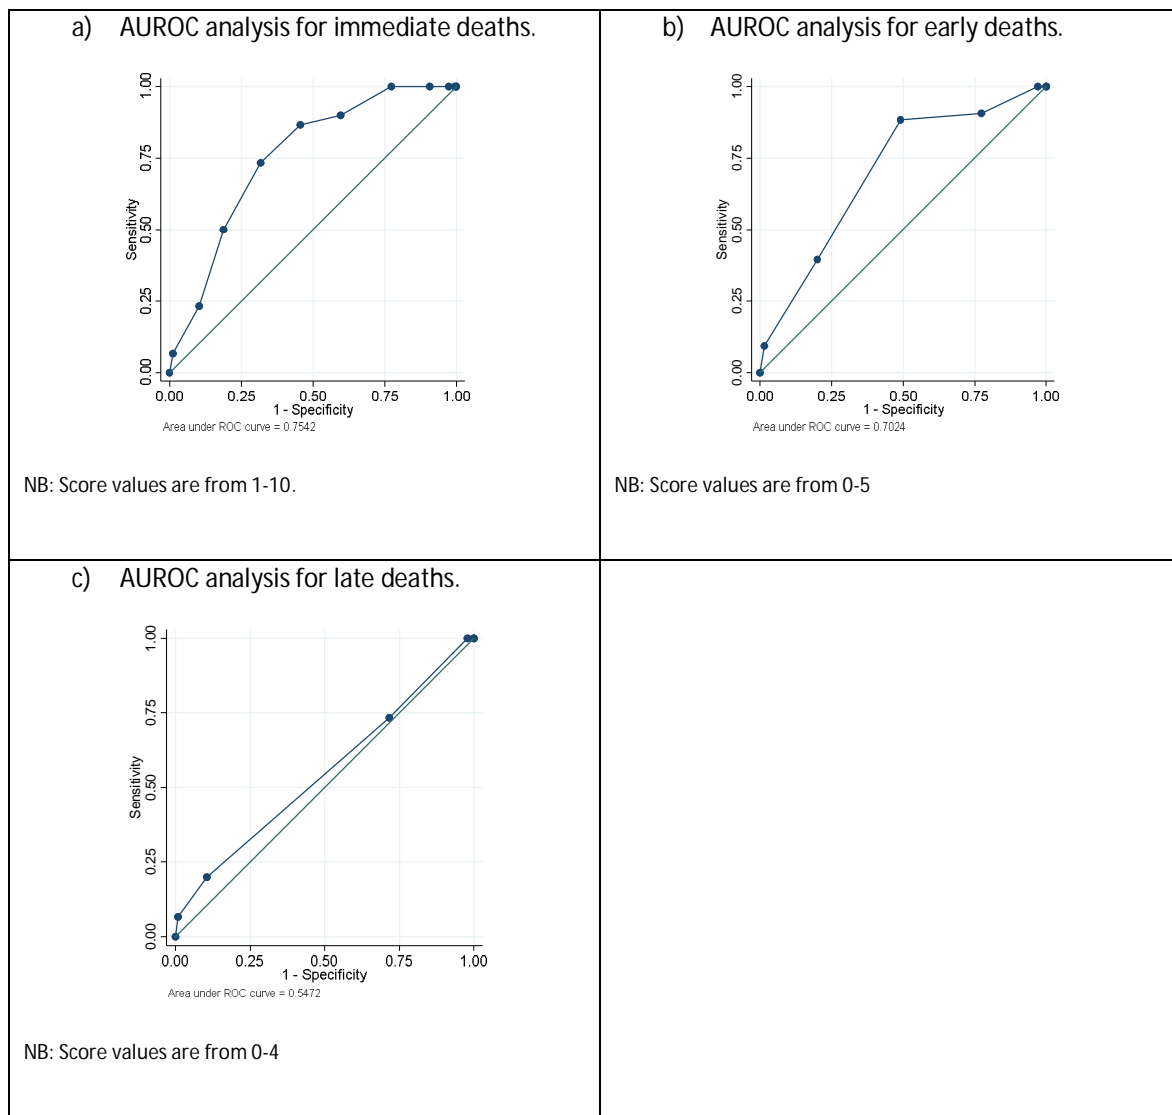 a) AUROC analysis for immediate deaths.
1.00
0.75
0.50
0.25
0.00
Sensitivity
0.00 0.25 0.50 0.75 1.00
1 - Specificity
Area under ROC curve = 0.7542
NB: Score values are from 1-10.
b) AUROC analysis for early deaths.
1.00
0.75
0.50
0.25
0.00
Sensitivity
0.00 0.25 0.50 0.75 1.00
1 - Specificity
Area under ROC curve = 0.7024
NB: Score values are from 0-5
c) AUROC analysis for late deaths.
1.00
0.75
0.50
0.25
0.00
Sensitivity
0.00 0.25 0.50 0.75 1.00
1 - Specificity
Area under ROC curve = 0.5472
NB: Score values are from 0-4